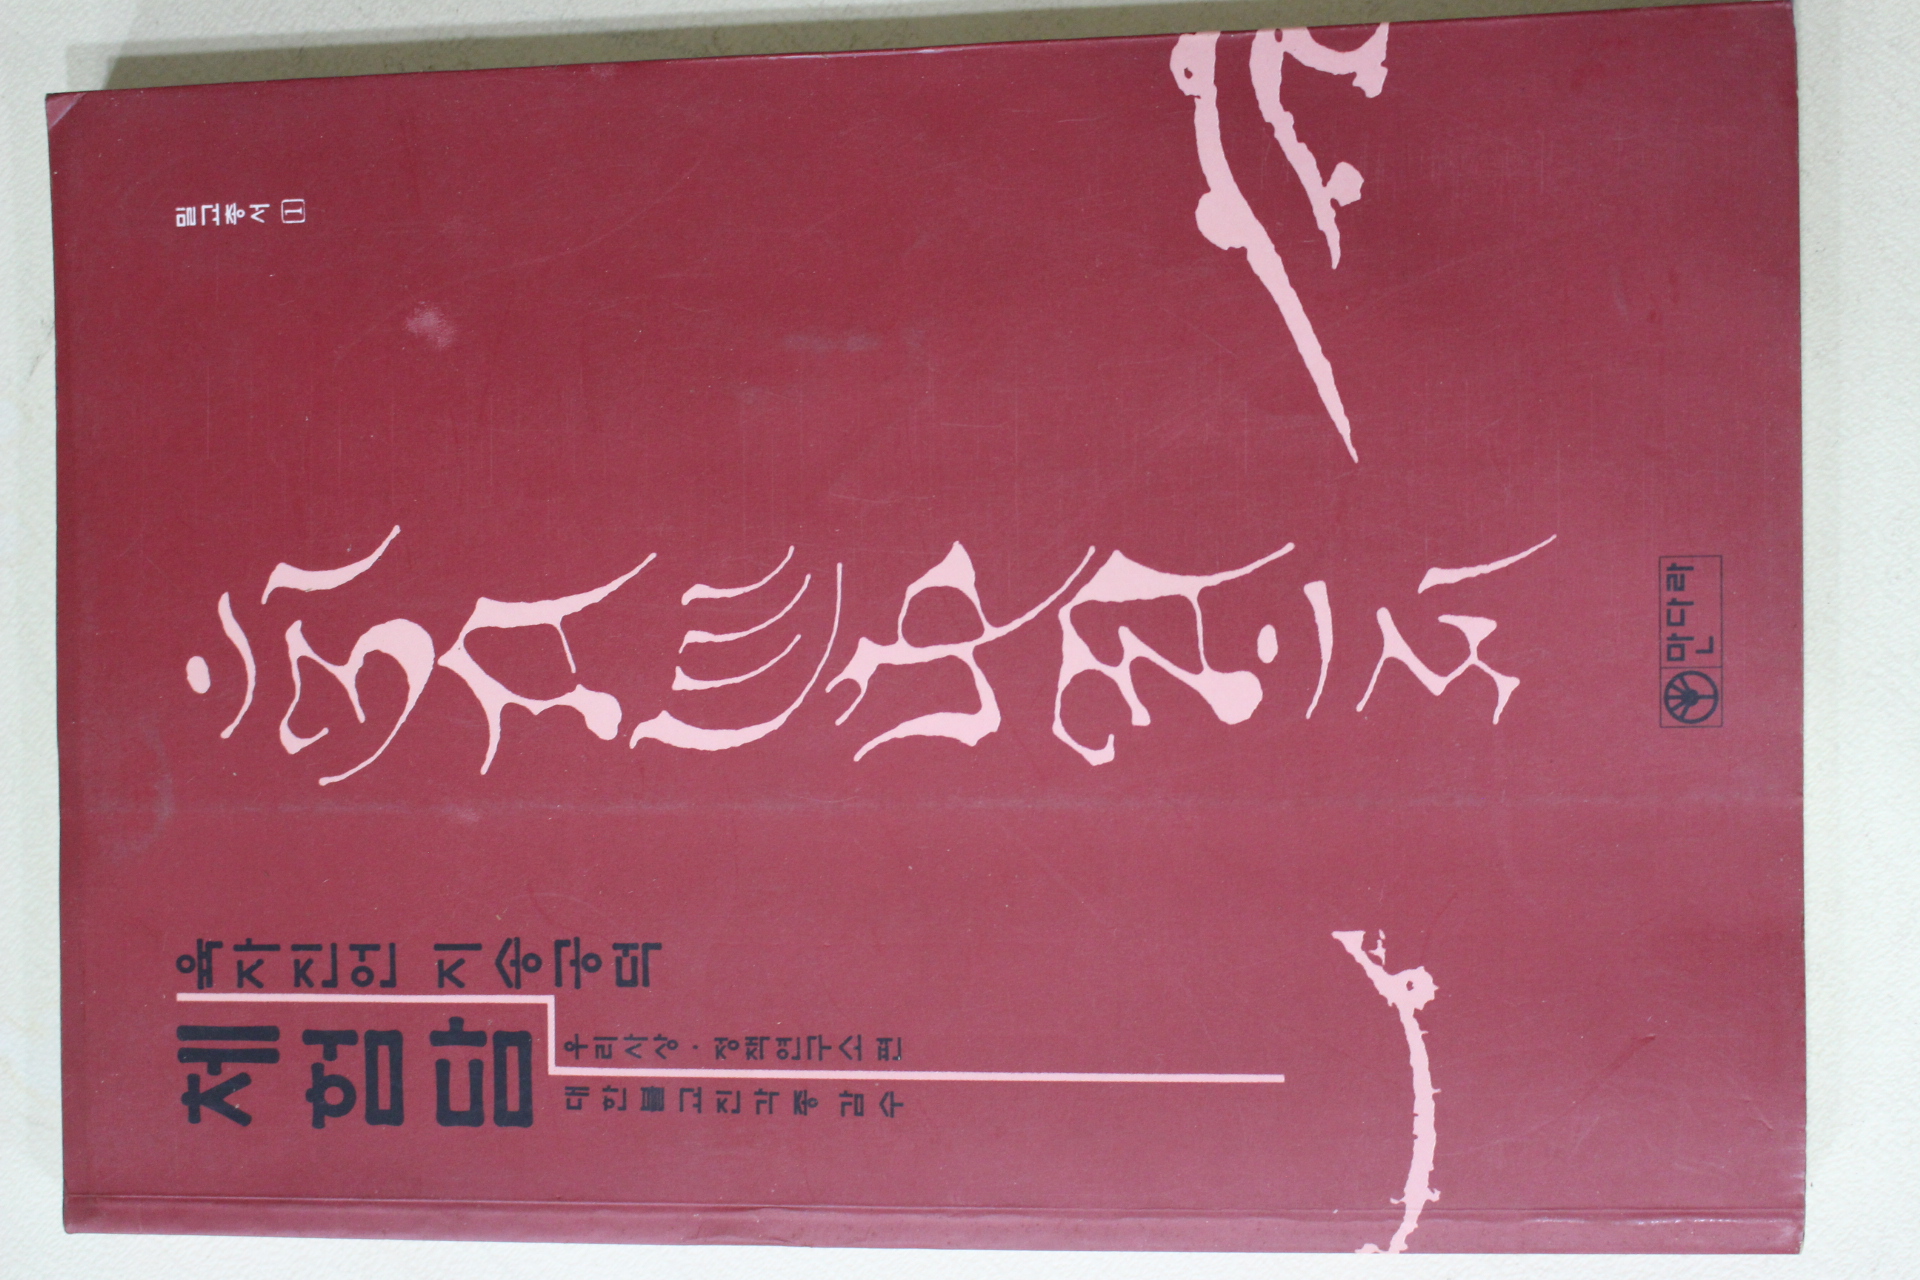 밀교총서 1
육자진언 지송공덕
체험담
우리사상·정책연구소 편
대한불교진각종 감수
만다라